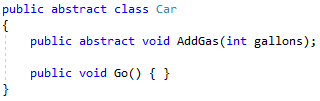 public abstract class Car
{
    public abstract void AddGas(int gallons);
    public void Go() { }
}